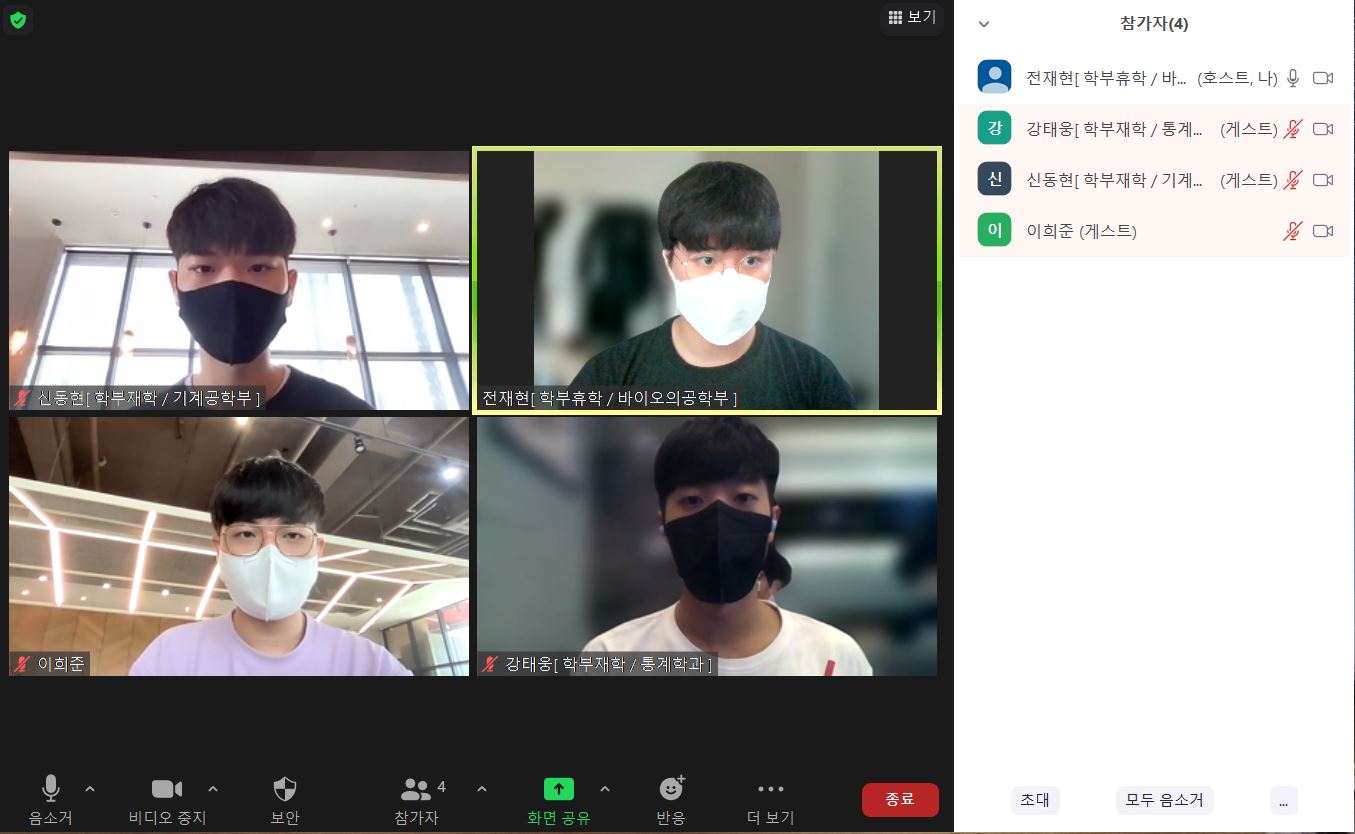 보기
신동현[ 학부재학 / 기계공학부 ]
전재현[ 학부휴학 / 바이오의공학부 ]
이희준
강태웅[ 학부재학 / 통계학과 ]
음소거
비디오 중지
보안
4
참가자
화면 공유
반응
더 보기
종료
참가자(4)
전재현[ 학부휴학 / 바... (호스트, 나)
강 강태웅[ 학부재학 / 통계... (게스트)
신 신동현[ 학부재학 / 기계... (게스트)
이 이희준 (게스트)
초대 모두 음소거 ...